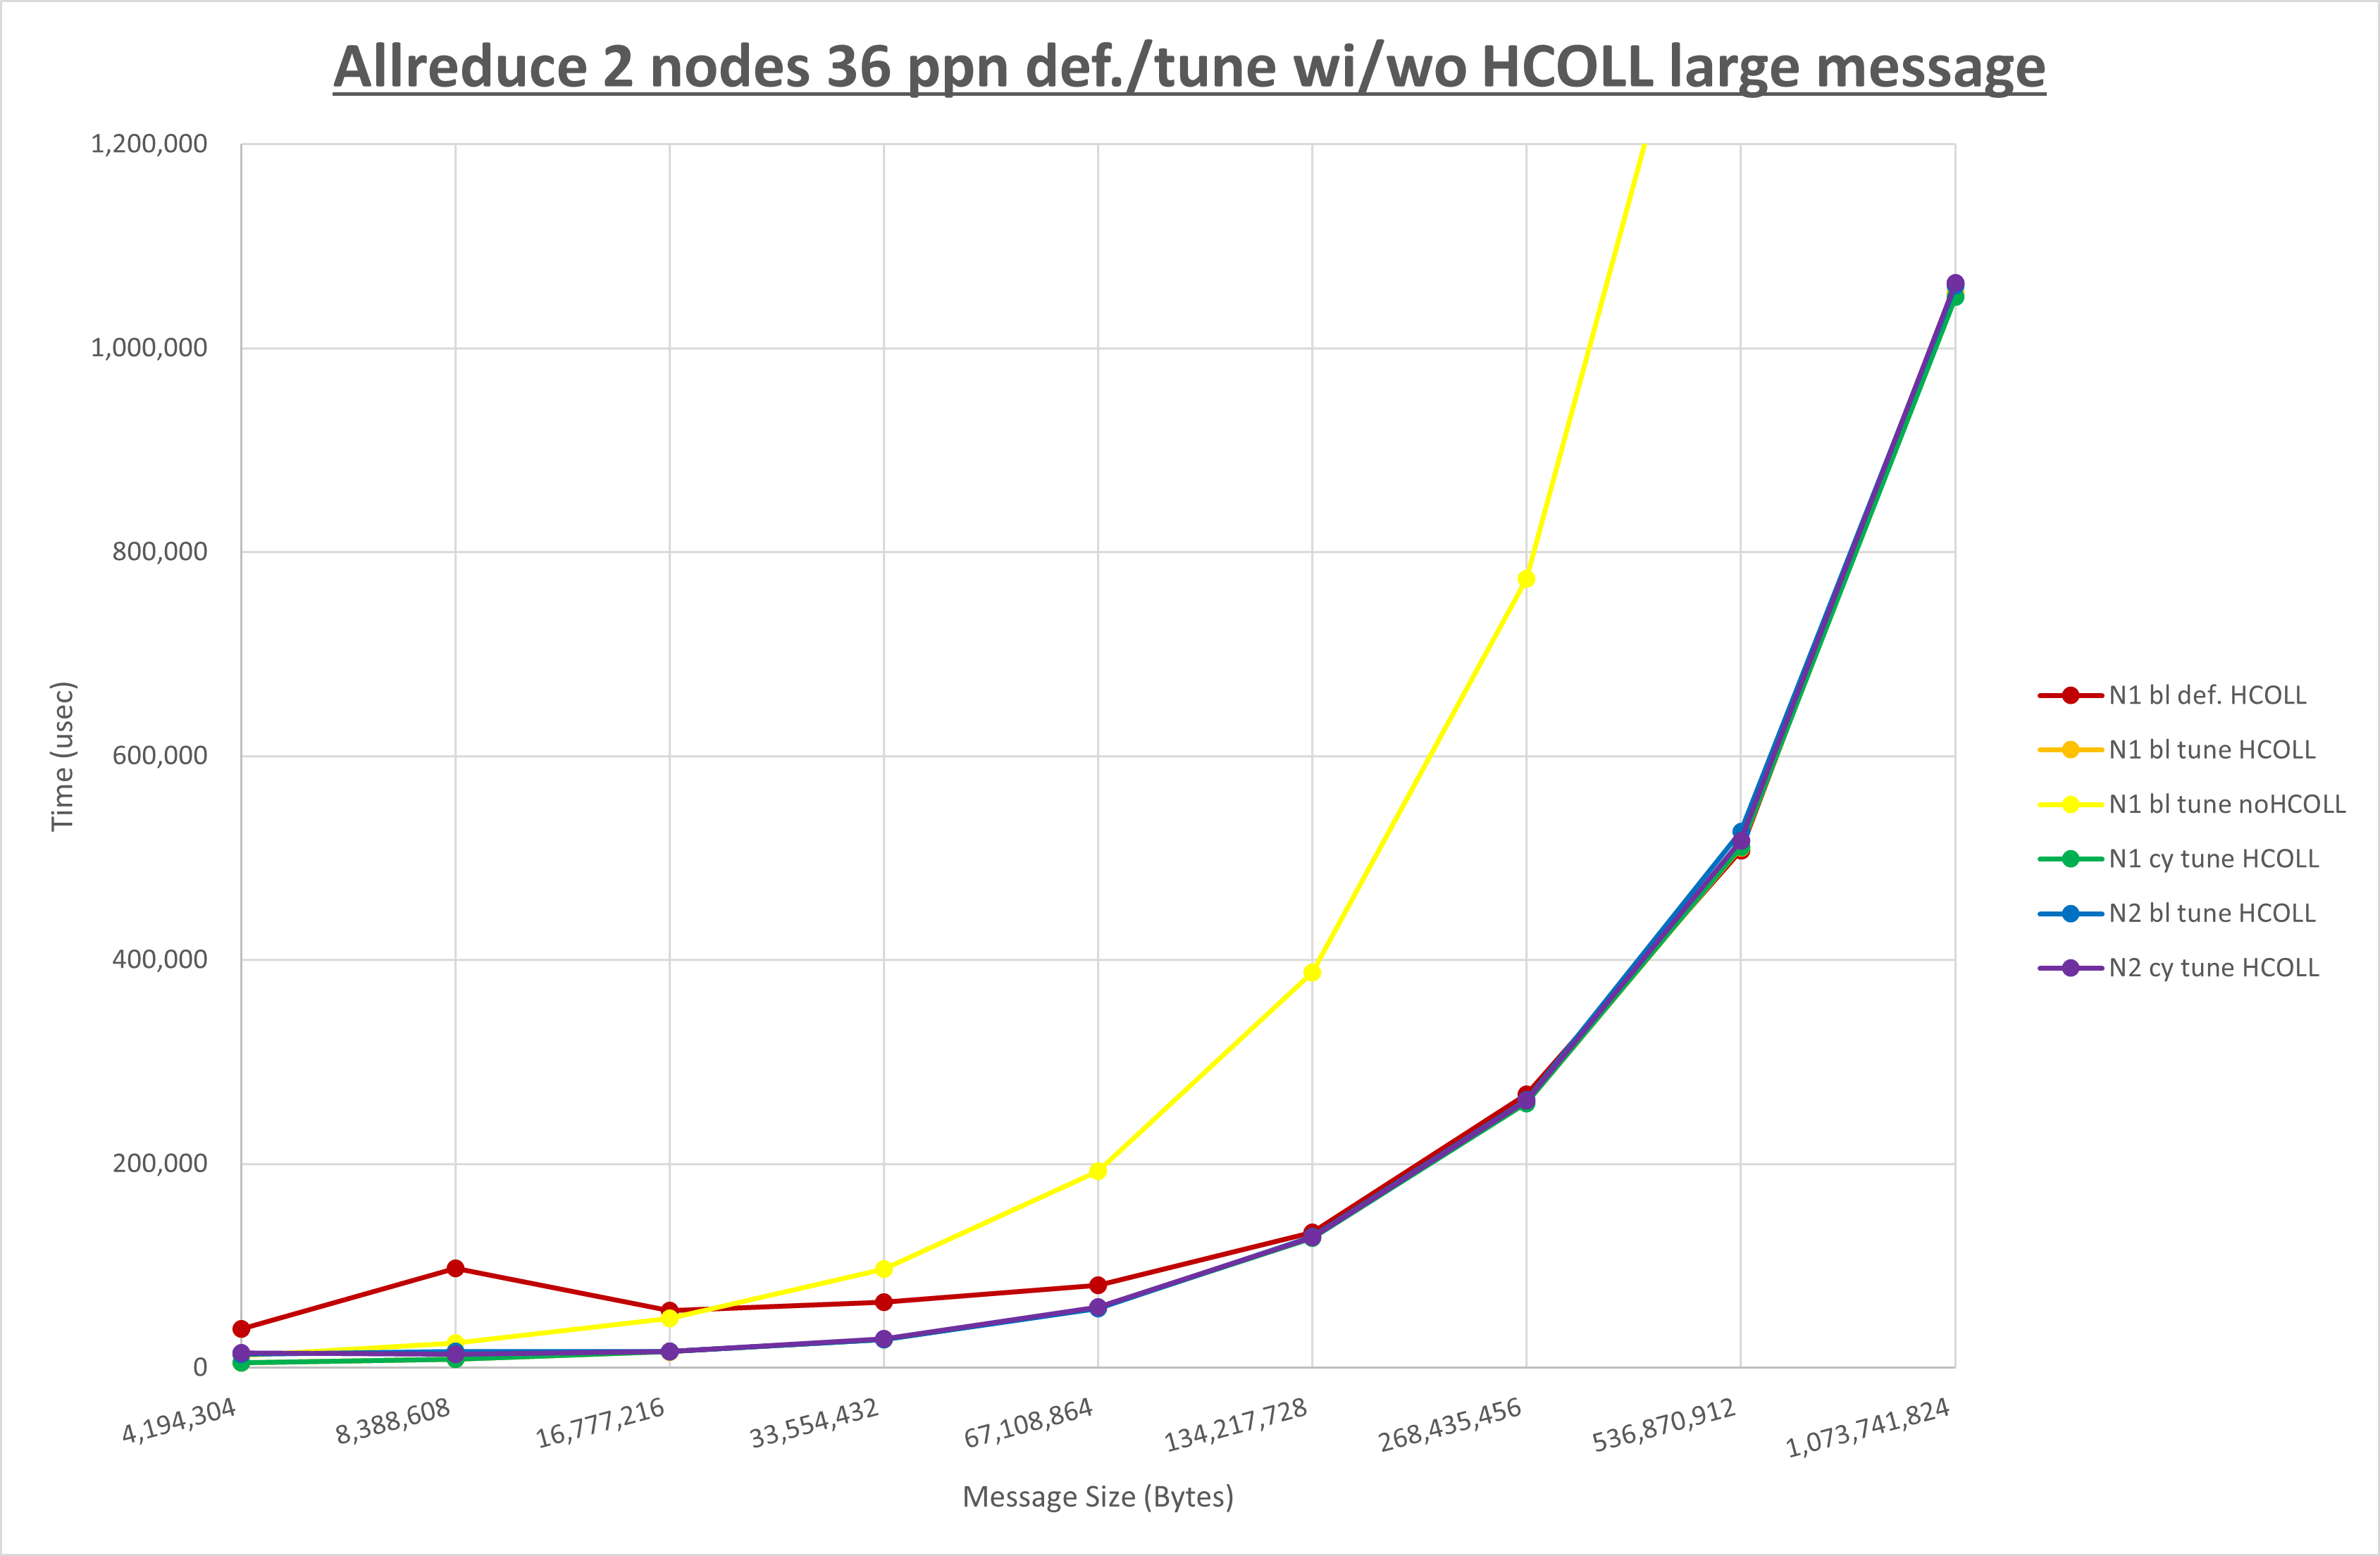 Allreduce 2 nodes 36 ppn def./tune wi/wo HCOLL large message
1,200,000
1,000,000
800,000
600,000
400,000
200,000
0
Time (usec)
4,194,304
8,388,608
16,777,216
33,554,432
67,108,864
134,217,728
268,435,456
536,870,912
1,073,741,824
Message Size (Bytes)
N1 bl def. HCOLL
N1 bl tune HCOLL
N1 bl tune noHCOLL
N1 cy tune HCOLL
N2 bl tune HCOLL
N2 cy tune HCOLL